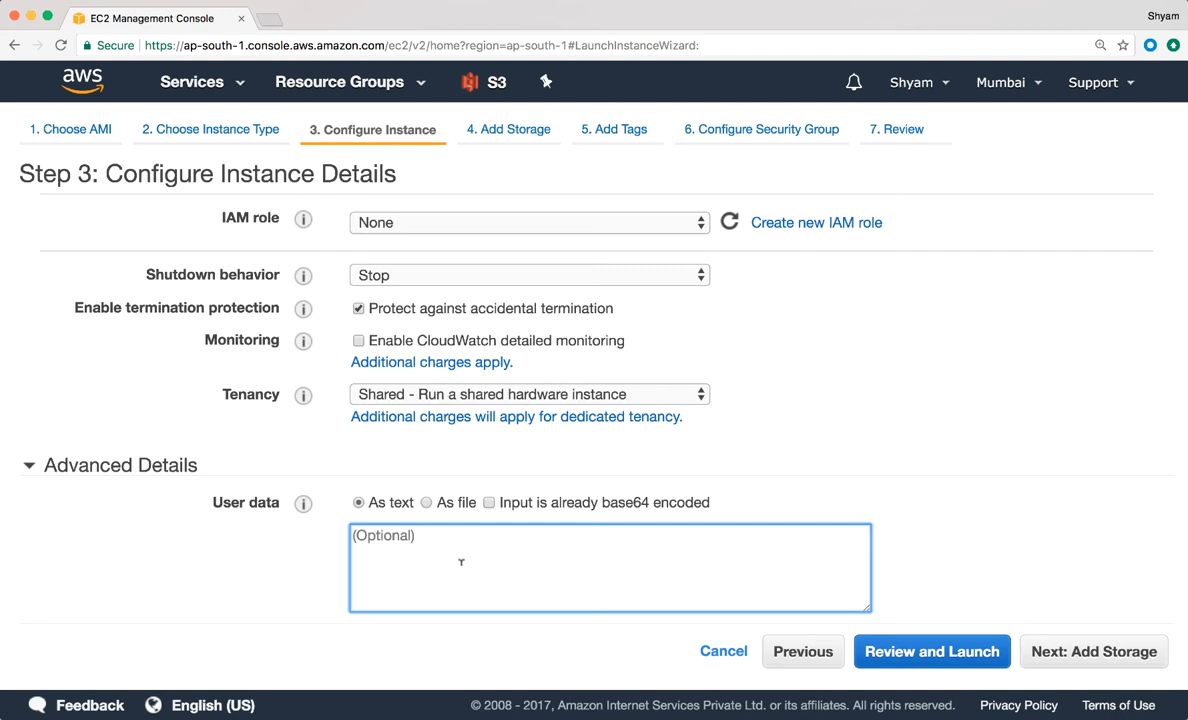 EC2 Management Console
Shyam
Secure https://ap-south-1.console.aws.amazon.com/ec2/v2/home?region=ap-south-1#LaunchInstanceWizard:
aws Services Resource Groups S3 Shyam Mumbai Support
1. Choose AMI 2. Choose Instance Type 3. Configure Instance 4. Add Storage 5. Add Tags 6. Configure Security Group 7. Review
Step 3: Configure Instance Details
IAM role i None Create new IAM role
Shutdown behavior i Stop
Enable termination protection i Protect against accidental termination
Monitoring i Enable CloudWatch detailed monitoring
Additional charges apply.
Tenancy i Shared - Run a shared hardware instance
Additional charges will apply for dedicated tenancy.
Advanced Details
User data i As text As file Input is already base64 encoded
(Optional)
Cancel Previous Review and Launch Next: Add Storage
Feedback English (US) © 2008 - 2017, Amazon Internet Services Private Ltd. or its affiliates. All rights reserved. Privacy Policy Terms of Use